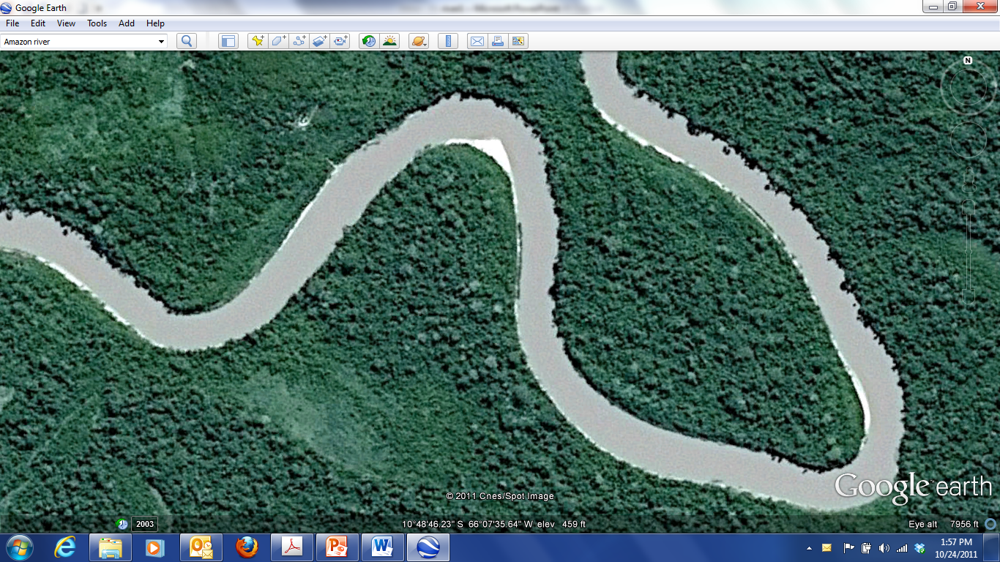 Google Earth
File Edit View Tools Add Help
Amazon river
N
Google earth
© 2011 Cnes/Spot Image
2003
10°48'46.23" S 66°07'35.64" W elev 459 ft
Eye alt 7956 ft
1:57 PM
10/24/2011